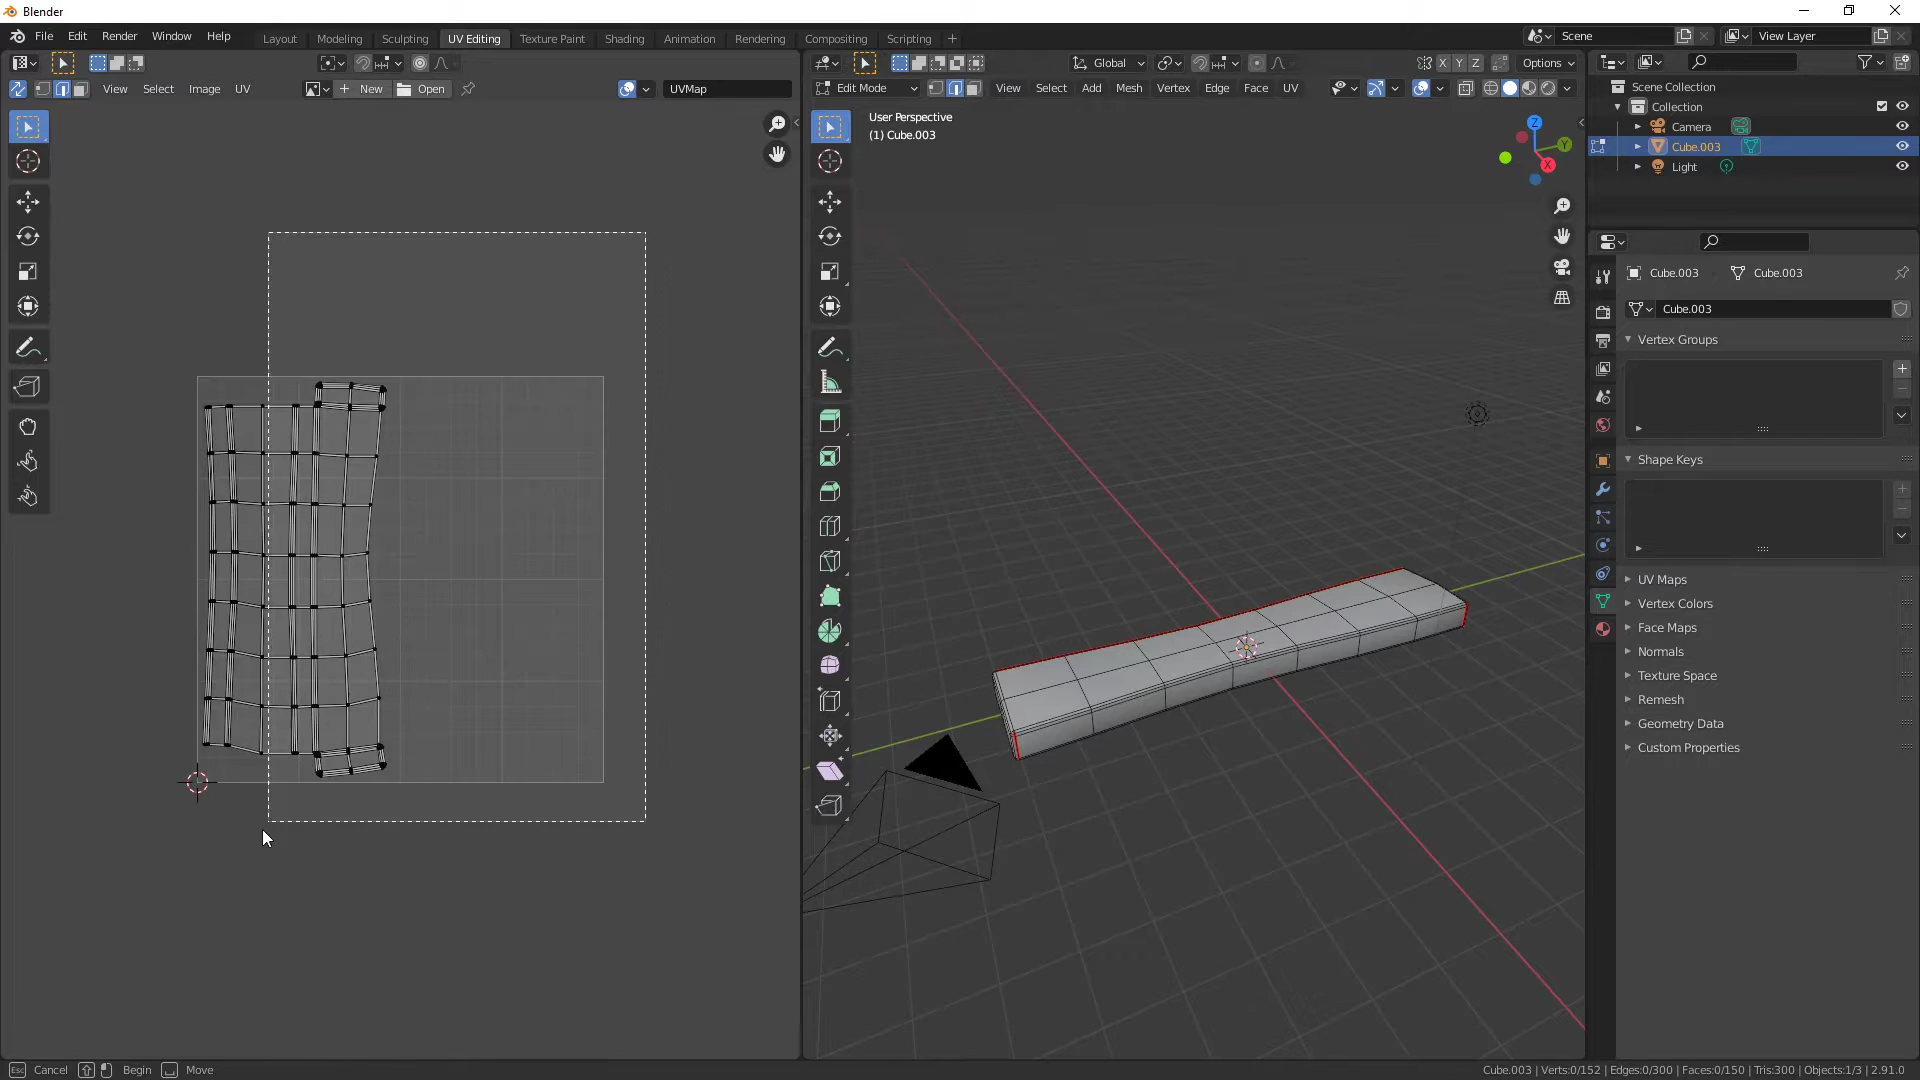 Blender
File Edit Render Window Help Layout Modeling Sculpting UV Editing Texture Paint Shading Animation Rendering Compositing Scripting Scene View Layer
Global X Y Z Options
View Select Image UV New Open UVMap Edit Mode View Select Add Mesh Vertex Edge Face UV
User Perspective
(1) Cube.003
Z
Y
X
Scene Collection
Collection
Camera
Cube.003
Light
Cube.003 Cube.003
Cube.003
Vertex Groups
Shape Keys
UV Maps
Vertex Colors
Face Maps
Normals
Texture Space
Remesh
Geometry Data
Custom Properties
Esc Cancel Begin Move Cube.003 | Verts:0/152 | Edges:0/300 | Faces:0/150 | Tris:300 | Objects:1/3 | 2.91.0